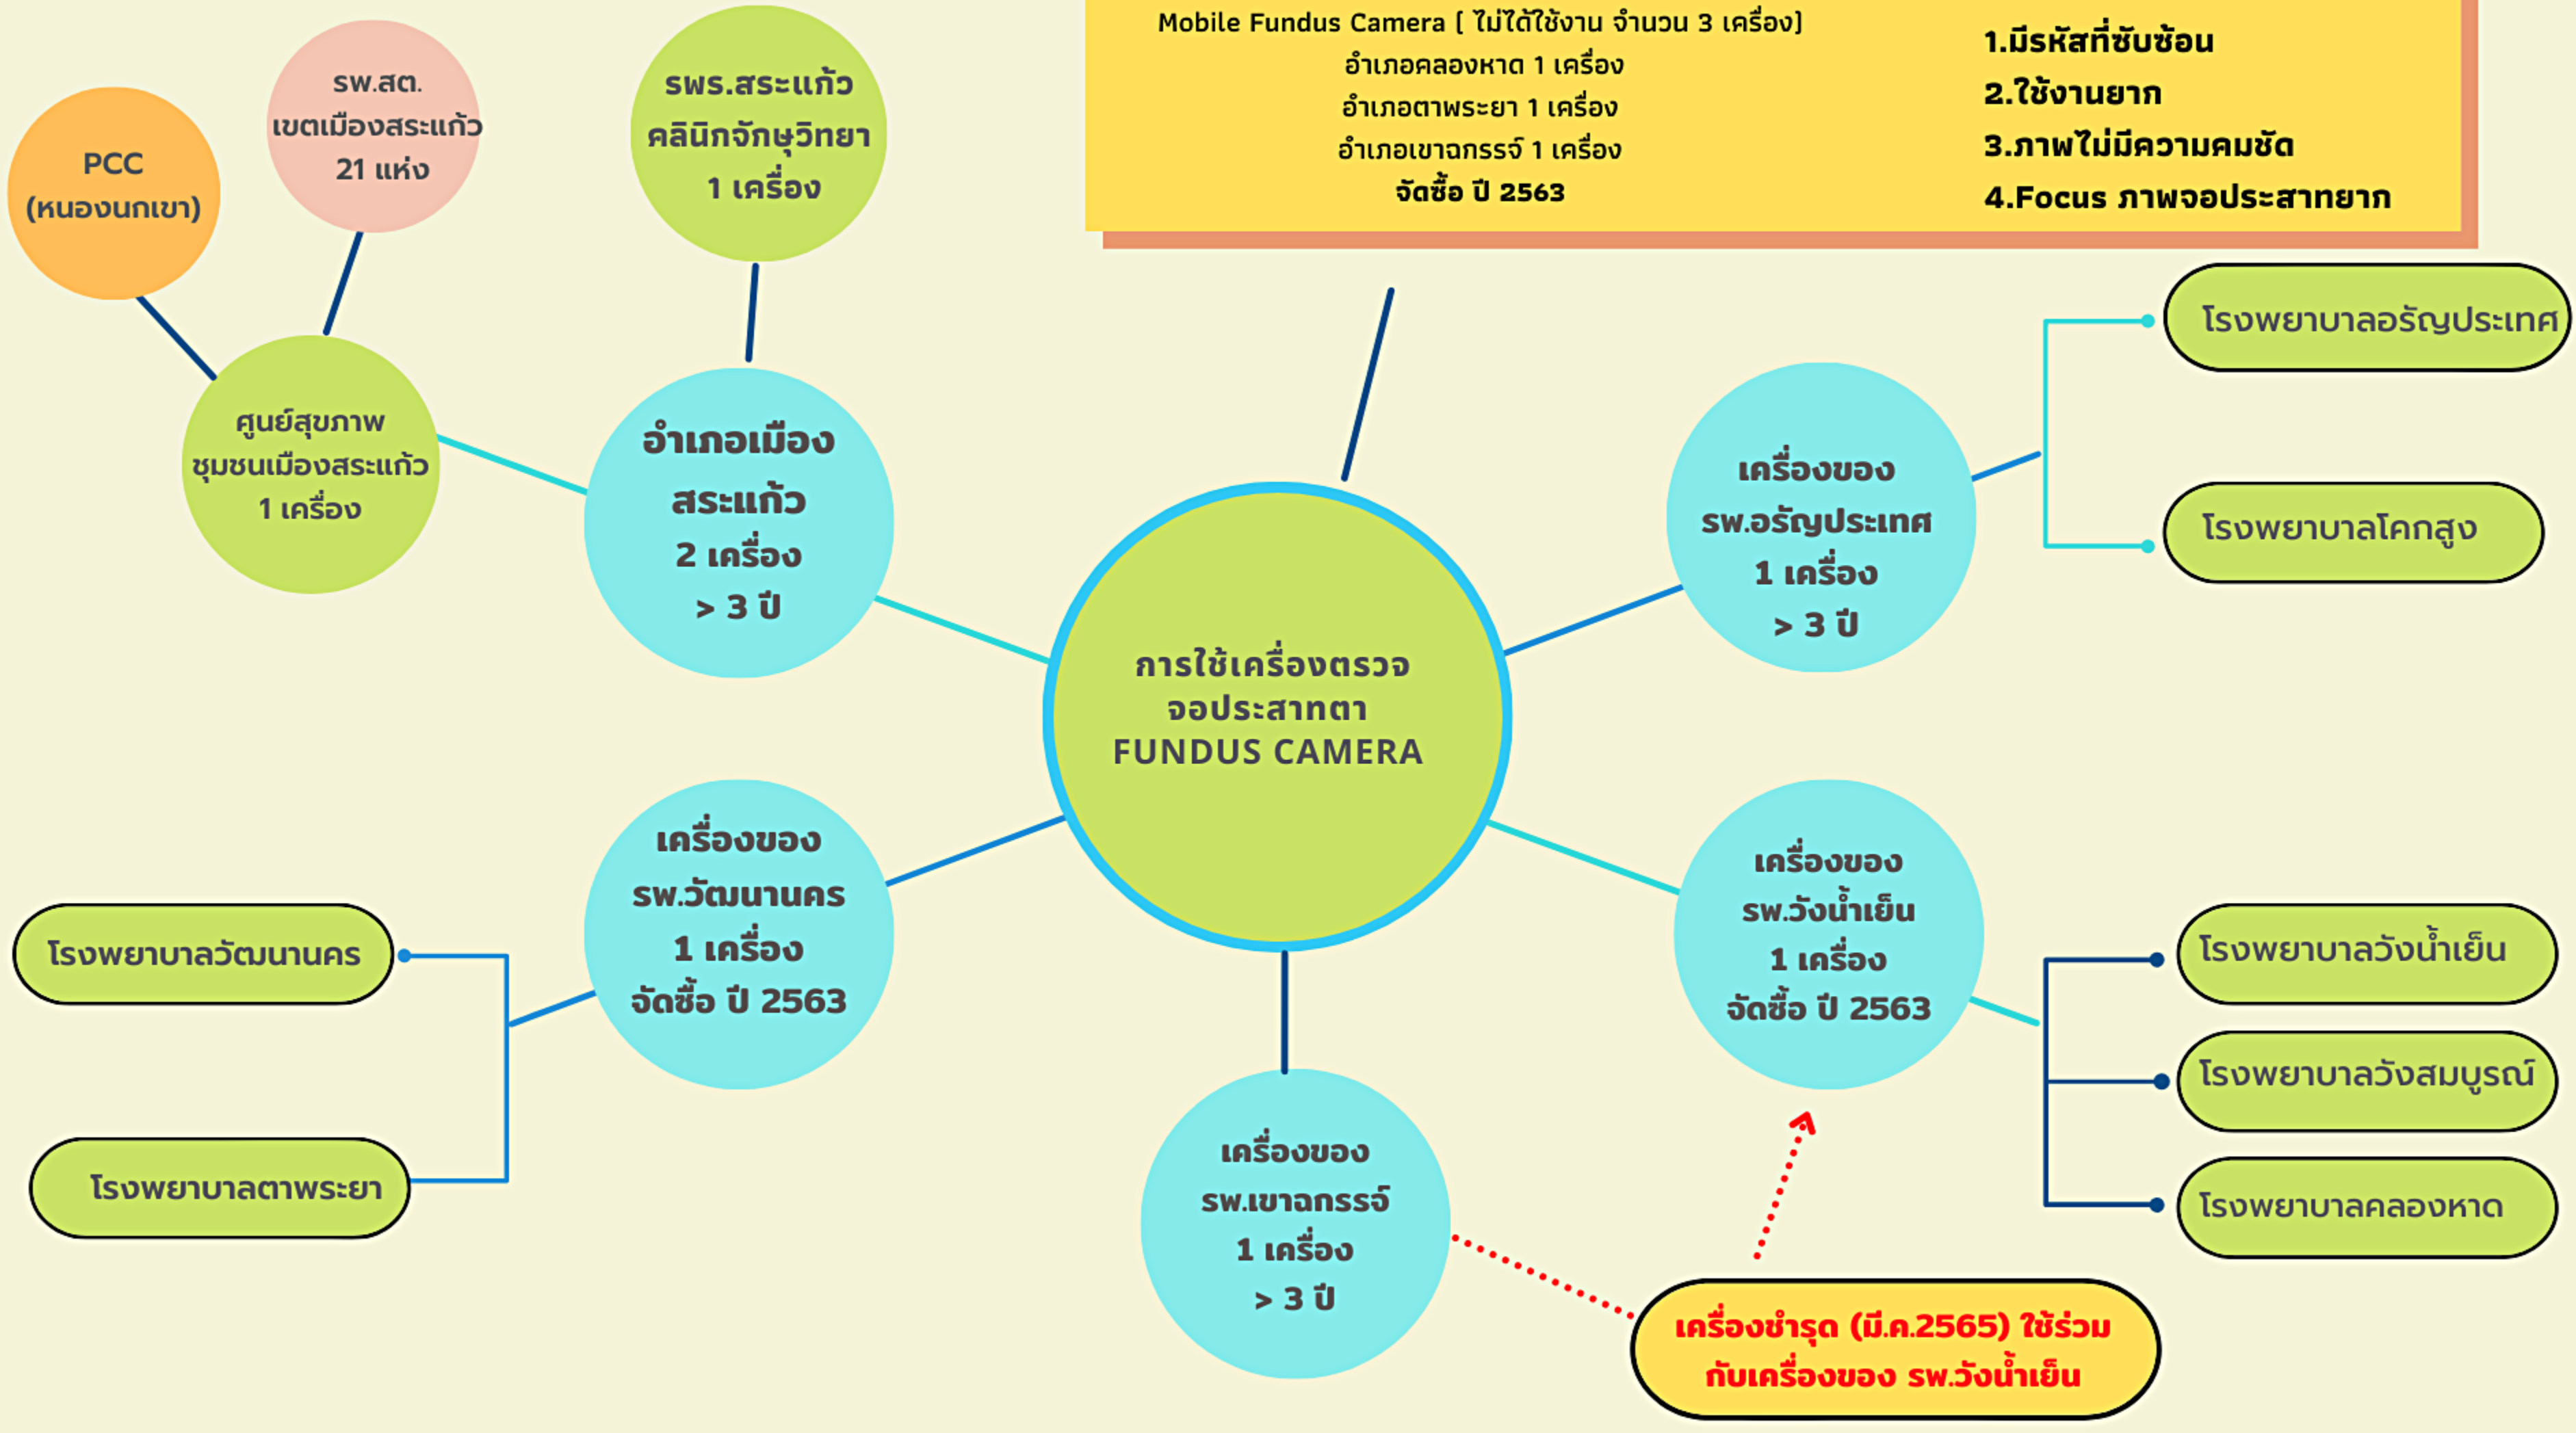 Mobile Fundus Camera ( ไม่ได้ใช้งาน จำนวน 3 เครื่อง)
อำเภอคลองหาด 1 เครื่อง
อำเภอตาพระยา 1 เครื่อง
อำเภอเขาฉกรรจ์ 1 เครื่อง
จัดซื้อ ปี 2563
1.มีรหัสที่ซับซ้อน
2.ใช้งานยาก
3.ภาพไม่มีความคมชัด
4.Focus ภาพจอประสาทยาก
PCC
(หนองนกเขา)
รพ.สต.
เขตเมืองสระแก้ว
21 แห่ง
รพร.สระแก้ว
คลินิกจักษุวิทยา
1 เครื่อง
ศูนย์สุขภาพ
ชุมชนเมืองสระแก้ว
1 เครื่อง
อำเภอเมือง
สระแก้ว
2 เครื่อง
> 3 ปี
การใช้เครื่องตรวจ
จอประสาทตา
FUNDUS CAMERA
เครื่องของ
รพ.อรัญประเทศ
1 เครื่อง
> 3 ปี
โรงพยาบาลอรัญประเทศ
โรงพยาบาลโคกสูง
เครื่องของ
รพ.วัฒนานคร
1 เครื่อง
จัดซื้อ ปี 2563
โรงพยาบาลวัฒนานคร
โรงพยาบาลตาพระยา
เครื่องของ
รพ.วังน้ำเย็น
1 เครื่อง
จัดซื้อ ปี 2563
โรงพยาบาลวังน้ำเย็น
โรงพยาบาลวังสมบูรณ์
โรงพยาบาลคลองหาด
เครื่องของ
รพ.เขาฉกรรจ์
1 เครื่อง
> 3 ปี
เครื่องชำรุด (มี.ค.2565) ใช้ร่วม
กับเครื่องของ รพ.วังน้ำเย็น